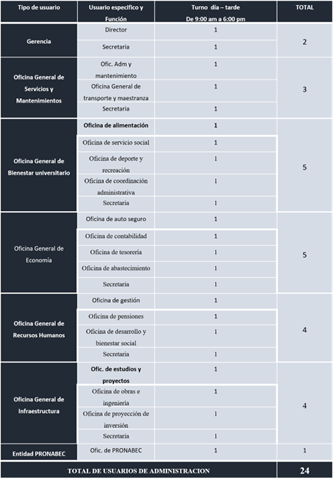 Tipo de usuario
Usuario específico y
Función
Turno día – tarde
De 9:00 am a 6:00 pm
TOTAL
Gerencia
Director
1
2
Secretaria
1
Oficina General de
Servicios y
Mantenimientos
Ofic. Adm y
mantenimiento
1
3
Oficina General de
transporte y maestranza
1
Secretaria
1
Oficina General de
Bienestar universitario
Oficina de alimentación
1
5
Oficina de servicio social
1
Oficina de deporte y
recreación
1
Oficina de coordinación
administrativa
1
Secretaria
1
Oficina General de
Economía
Oficina de auto seguro
1
5
Oficina de contabilidad
1
Oficina de tesorería
1
Oficina de abastecimiento
1
Secretaria
1
Oficina General de
Recursos Humanos
Oficina de gestión
1
4
Oficina de pensiones
1
Oficina de desarrollo y
bienestar social
1
Secretaria
1
Oficina General de
Infraestructura
Ofic. de estudios y
proyectos
1
4
Oficina de obras e
ingeniería
1
Oficina de proyección de
inversión
1
Secretaria
1
Entidad PRONABEC
Ofic. de PRONABEC
1
1
TOTAL DE USUARIOS DE ADMINISTRACION
24